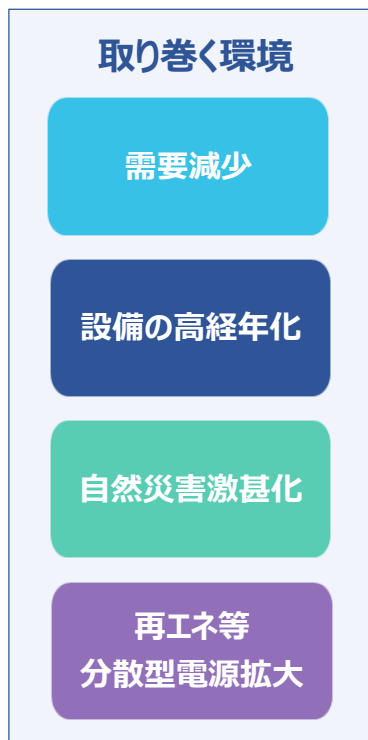 取り巻く環境
需要減少
設備の高経年化
自然災害激甚化
再エネ等
分散型電源拡大